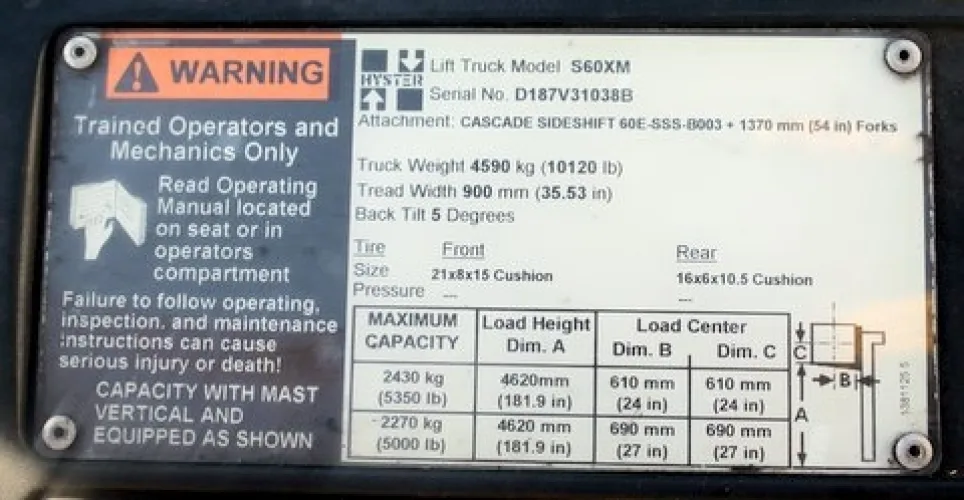 WARNING
Trained Operators and
Mechanics Only
Read Operating
Manual located
on seat or in
operators
compartment
Failure to follow operating,
inspection, and maintenance
instructions can cause
serious injury or death!
CAPACITY WITH MAST
VERTICAL AND
EQUIPPED AS SHOWN
HYSTER
Lift Truck Model S60XM
Serial No. D187V31038B
Attachment: CASCADE SIDESHIFT 60E-SSS-B003 + 1370 mm (54 in) Forks
Truck Weight 4590 kg (10120 lb)
Tread Width 900 mm (35.53 in)
Back Tilt 5 Degrees
Tire Front Rear
Size 21x8x15 Cushion 16x6x10.5 Cushion
Pressure --- ---
MAXIMUM CAPACITY Load Height Dim. A Load Center Dim. B Dim. C
2430 kg (5350 lb) 4620mm (181.9 in) 610 mm (24 in) 610 mm (24 in)
2270 kg (5000 lb) 4620 mm (181.9 in) 690 mm (27 in) 690 mm (27 in)
C
B
A
1381125 5